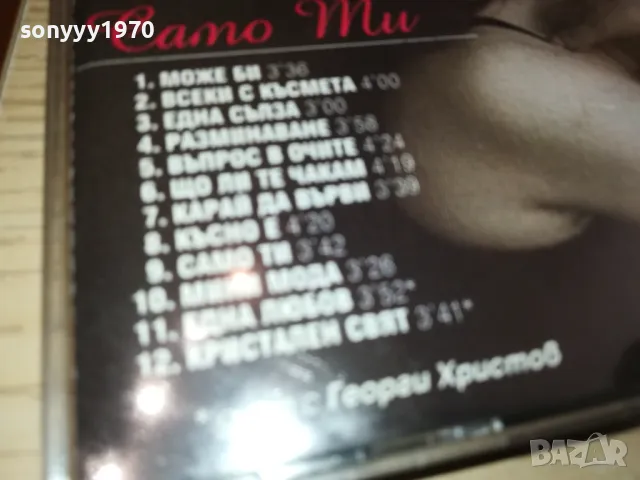 sonyyy1970
Само Ти
1. МОЖЕ БИ 3'36
2. ВСЕКИ С КЪСМЕТА 4'00
3. ЕДНА СЪЛЗА 3'00
4. РАЗМИНАВАНЕ 3'58
5. ВЪПРОС В ОЧИТЕ 4'24
6. ЩО ЛИ ТЕ ЧАКАМ 4'19
7. КАРАЙ ДА ВЪРВИ 3'39
8. КЪСНО Е 4'20
9. САМО ТИ 3'42
10. МИНИ МОДА 3'26
11. ЕДНА ЛЮБОВ 3'52*
12. КРИСТАЛЕН СВЯТ 3'41*
* с Георги Христов
BAZAR